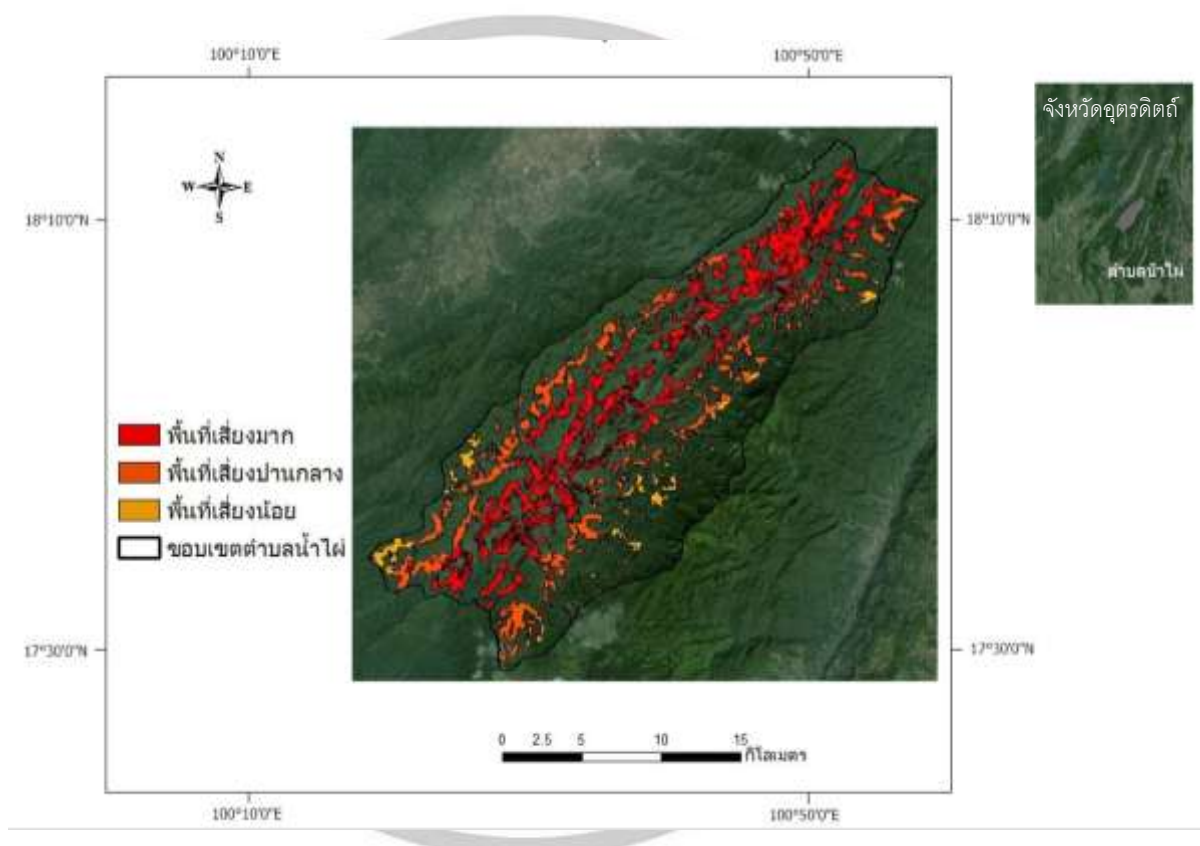 100°10'0"E
100°50'0"E
จังหวัดอุตรดิตถ์
N
W E
S
18°10'0"N
18°10'0"N
ตำบลน้ำไผ่
พื้นที่เสี่ยงมาก
พื้นที่เสี่ยงปานกลาง
พื้นที่เสี่ยงน้อย
ขอบเขตตำบลน้ำไผ่
17°30'0"N
17°30'0"N
0 2.5 5 10 15
กิโลเมตร
100°10'0"E
100°50'0"E